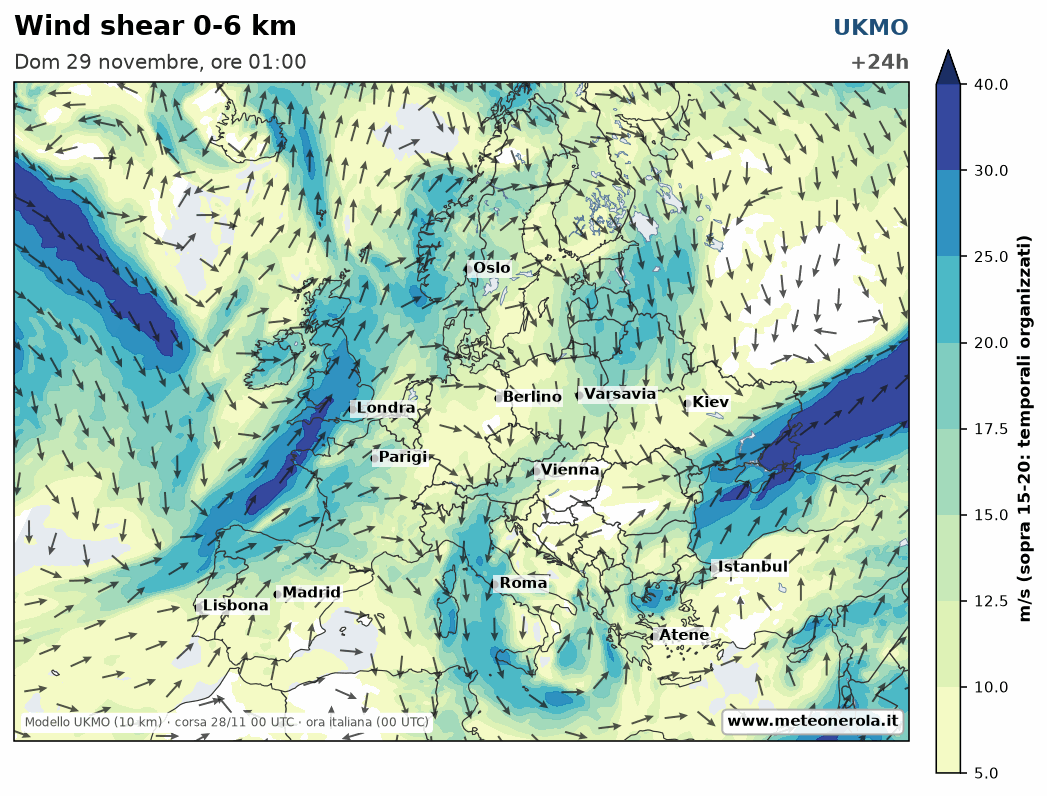 Wind shear 0-6 km
UKMO
Dom 29 novembre, ore 01:00
+24h
40.0
30.0
25.0
20.0
17.5
15.0
12.5
10.0
5.0
m/s (sopra 15-20: temporali organizzati)
Oslo
Londra
Berlino
Varsavia
Kiev
Parigi
Vienna
Istanbul
Roma
Madrid
Lisbona
Atene
Modello UKMO (10 km) · corsa 28/11 00 UTC · ora italiana (00 UTC)
www.meteonerola.it